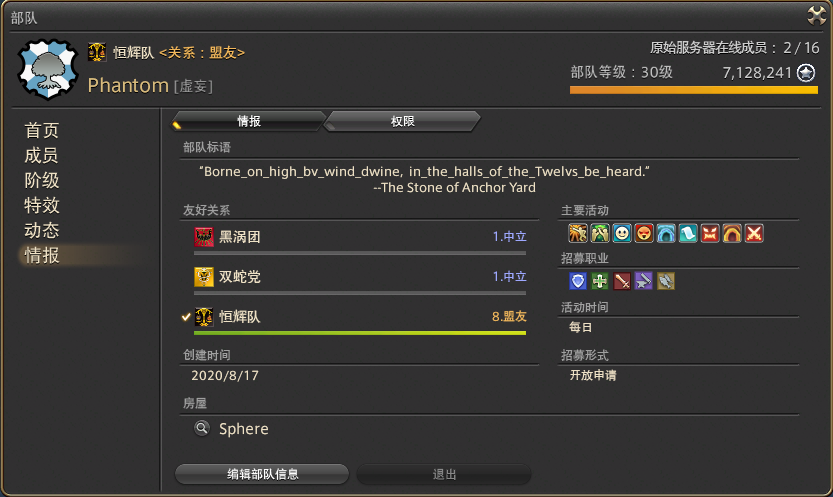 部队
恒辉队 <关系：盟友>
原始服务器在线成员：2/16
Phantom [虚妄]
部队等级：30级 7,128,241
首页
成员
阶级
特效
动态
情报
情报 权限
部队标语
“Borne_on_high_bv_wind_dwine, in_the_halls_of_the_Twelvs_be_heard.”
--The Stone of Anchor Yard
友好关系
黑涡团 1.中立
双蛇党 1.中立
恒辉队 8.盟友
创建时间
2020/8/17
主要活动
招募职业
活动时间
每日
招募形式
开放申请
房屋
Sphere
编辑部队信息 退出